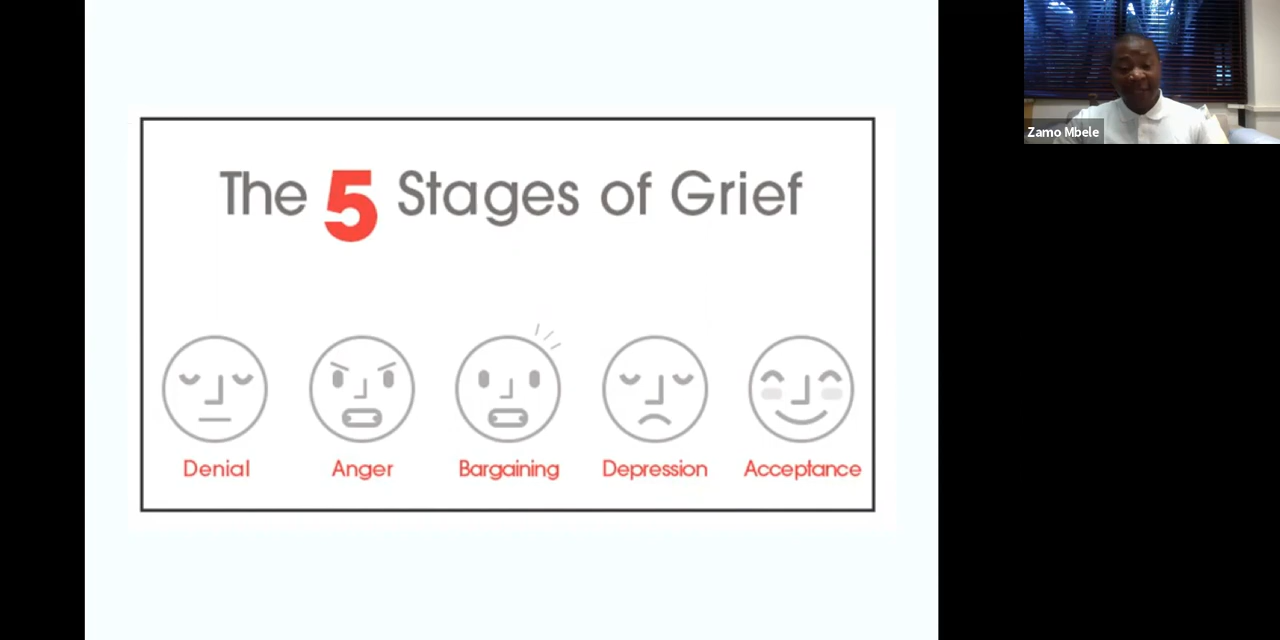 The 5 Stages of Grief
Denial Anger Bargaining Depression Acceptance
Zamo Mbele